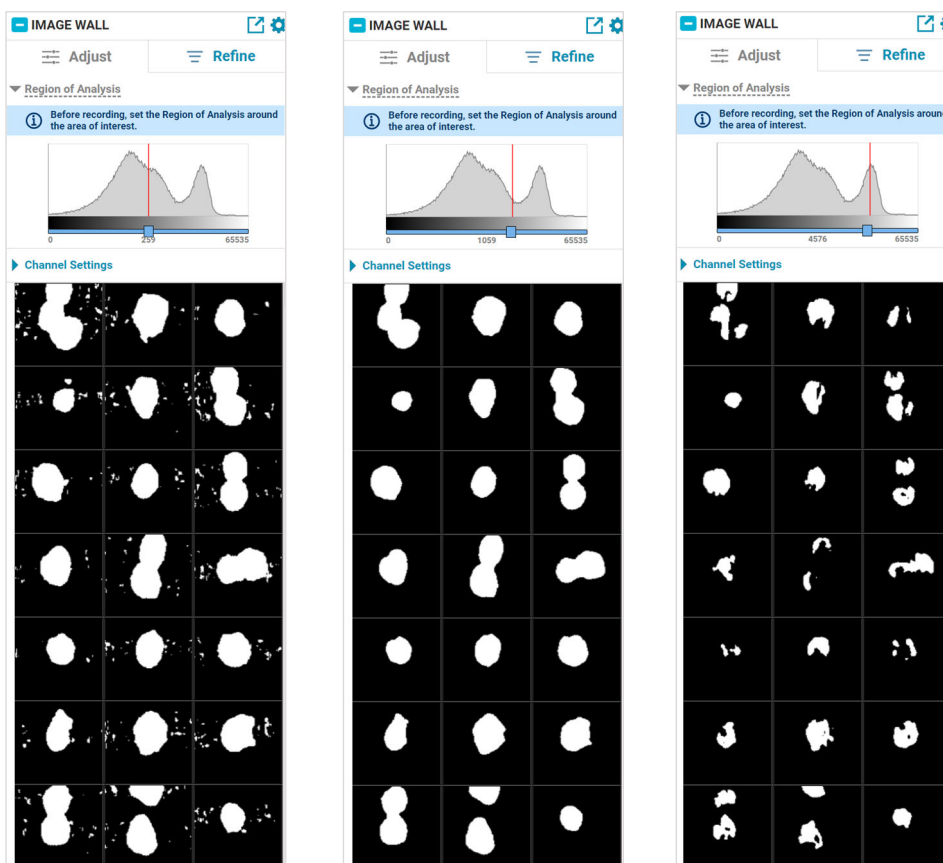 IMAGE WALL
Adjust
Refine
Region of Analysis
Before recording, set the Region of Analysis around
the area of interest.
0
259
65535
Channel Settings
IMAGE WALL
Adjust
Refine
Region of Analysis
Before recording, set the Region of Analysis around
the area of interest.
0
1059
65535
Channel Settings
IMAGE WALL
Adjust
Refine
Region of Analysis
Before recording, set the Region of Analysis aroun
the area of interest.
0
4576
65535
Channel Settings